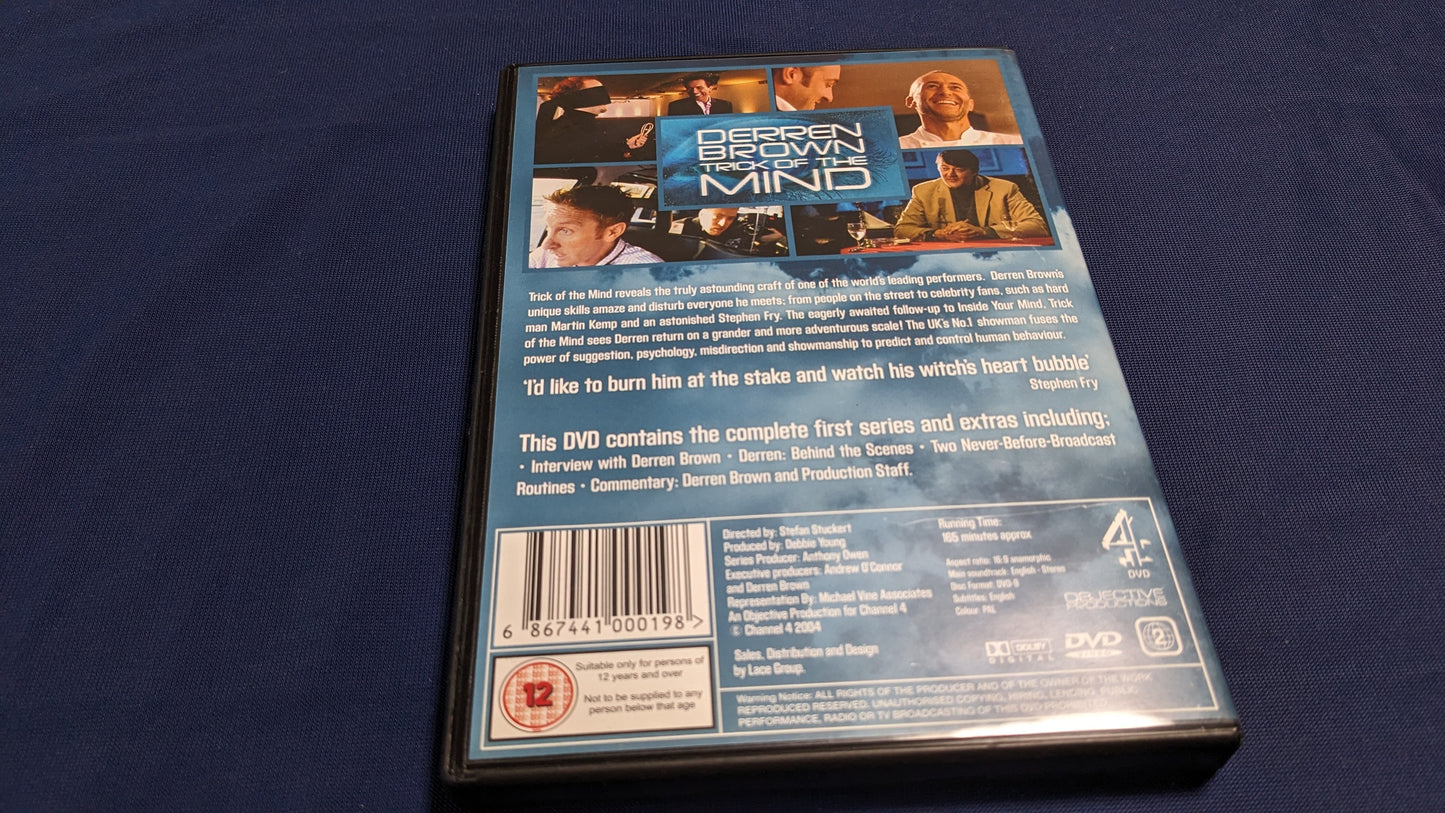 DERREN
BROWN
TRICK OF THE
MIND
Trick of the Mind reveals the truly astounding craft of one of the world's leading performers. Derren Brown's
unique skills amaze and disturb everyone he meets; from people on the street to celebrity fans, such as hard
man Martin Kemp and an astonished Stephen Fry. The eagerly awaited follow-up to Inside Your Mind, Trick
of the Mind sees Derren return on a grander and more adventurous scale! The UK's No.1 showman fuses the
power of suggestion, psychology, misdirection and showmanship to predict and control human behaviour.
'I'd like to burn him at the stake and watch his witch's heart bubble'
Stephen Fry
This DVD contains the complete first series and extras including;
• Interview with Derren Brown • Derren: Behind the Scenes • Two Never-Before-Broadcast
Routines • Commentary: Derren Brown and Production Staff.
6 867441 000198 >
Suitable only for persons of
12 years and over
Not to be supplied to any
person below that age
12
Directed by: Stefan Stuckert
Produced by: Debbie Young
Series Producer: Anthony Owen
Executive producers: Andrew O'Connor
and Derren Brown
Representation By: Michael Vine Associates
An Objective Production for Channel 4
© Channel 4 2004
Sales, Distribution and Design
by Lace Group.
Running Time:
165 minutes approx
Aspect ratio: 16:9 anamorphic
Main soundtrack: English - Stereo
Disc Format: DVD-9
Subtitles: English
Colour: PAL
4
DVD
OBJECTIVE
PRODUCTIONS
DOLBY
DIGITAL
DVD
VIDEO
2
Warning Notice: ALL RIGHTS OF THE PRODUCER AND OF THE OWNER OF THE WORK
REPRODUCED RESERVED. UNAUTHORISED COPYING, HIRING, LENDING, PUBLIC
PERFORMANCE, RADIO OR TV BROADCASTING OF THIS DVD PROHIBITED